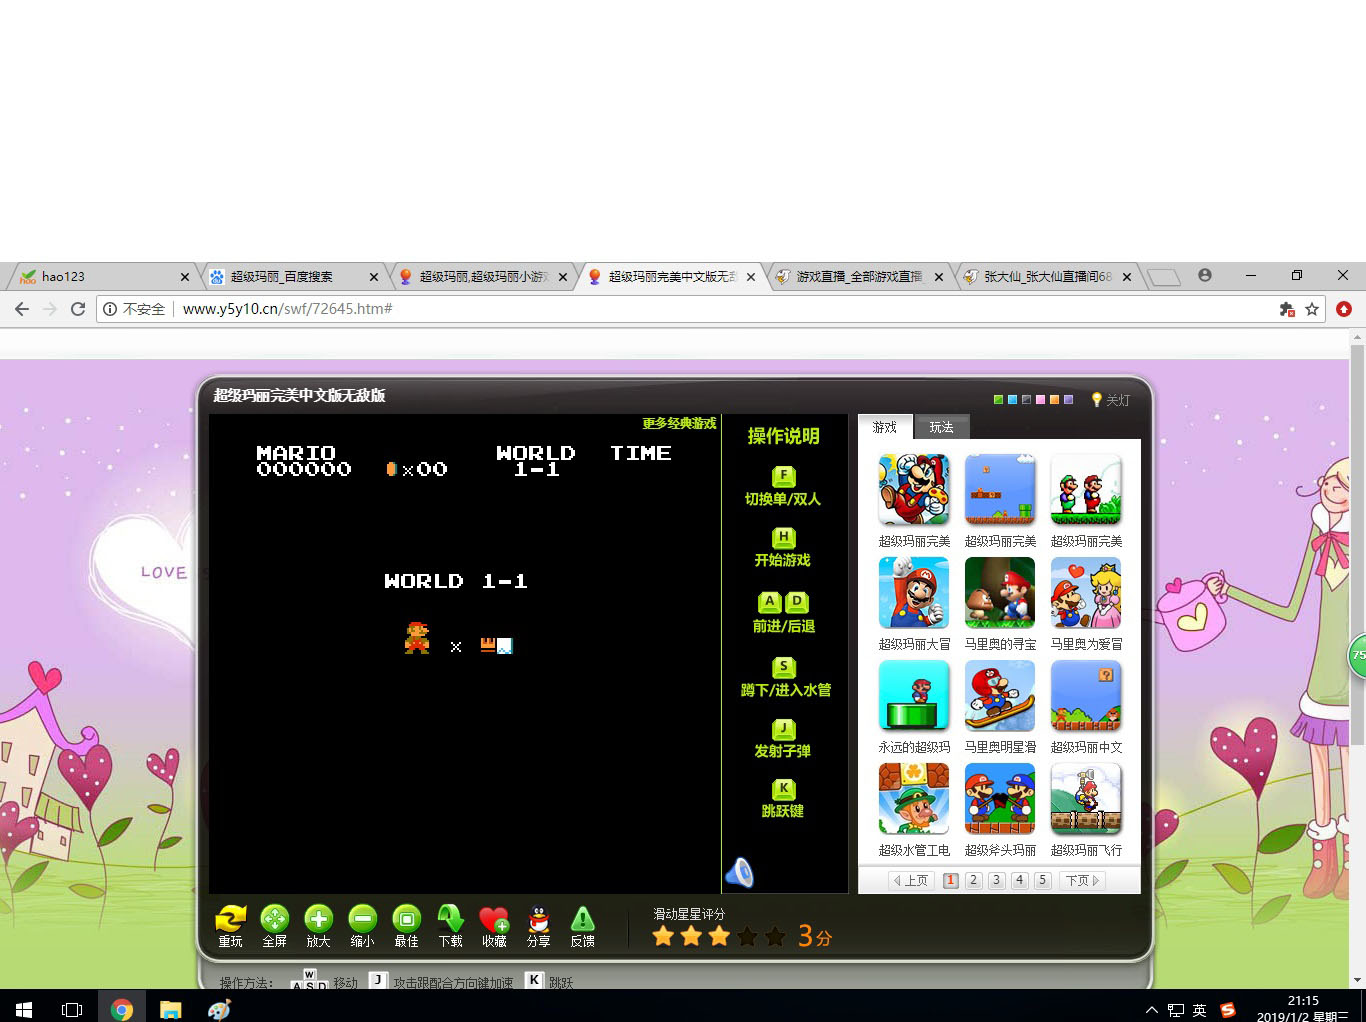 hao123
超级玛丽_百度搜索
超级玛丽,超级玛丽小游戏
超级玛丽完美中文版无敌
游戏直播_全部游戏直播_
张大仙_张大仙直播间68
不安全
www.y5y10.cn/swf/72645.htm#
超级玛丽完美中文版无敌版
关灯
更多经典游戏
MARIO
000000
×00
WORLD
1-1
TIME
WORLD 1-1
×
操作说明
F
切换单/双人
H
开始游戏
A D
前进/后退
S
蹲下/进入水管
J
发射子弹
K
跳跃键
游戏
玩法
超级玛丽完美
超级玛丽完美
超级玛丽完美
超级玛丽大冒
马里奥的寻宝
马里奥为爱冒
永远的超级玛
马里奥明星滑
超级玛丽中文
超级水管工电
超级斧头玛丽
超级玛丽飞行
上页 1 2 3 4 5 下页
LOVE
75
重玩
全屏
放大
缩小
最佳
下载
收藏
分享
反馈
滑动星星评分
3分
操作方法:
W
A S D
移动
J
攻击跟配合方向键加速
K
跳跃
英
21:15
2019/1/2 星期三